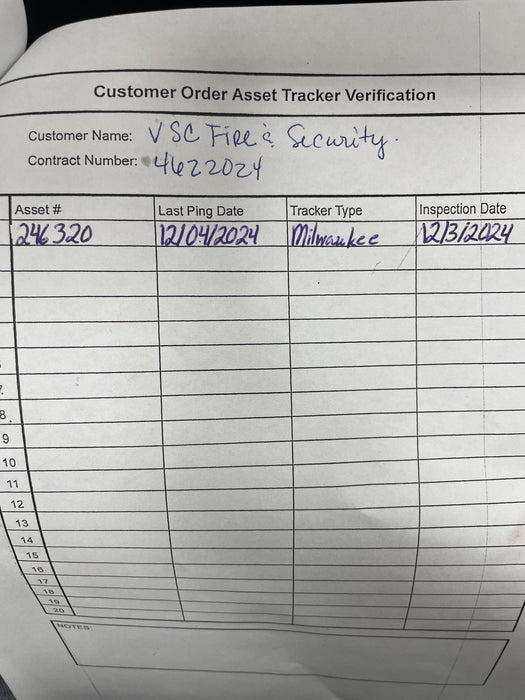 Customer Order Asset Tracker Verification
Customer Name: VSC Fire & Security.
Contract Number: 4622024
Asset # Last Ping Date Tracker Type Inspection Date
246320 12/04/2024 Milwaukee 12/3/2024
7.
8.
9
10
11
12
13
14
15
16
17
18
19
20
NOTES: